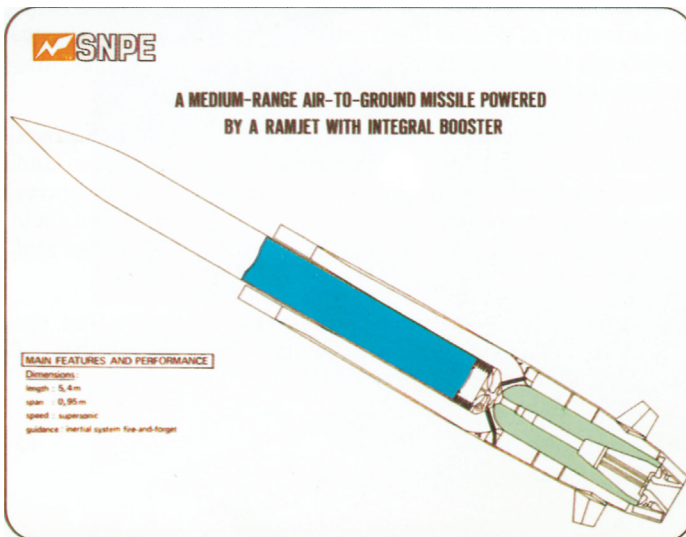 SNPE
A MEDIUM-RANGE AIR-TO-GROUND MISSILE POWERED
BY A RAMJET WITH INTEGRAL BOOSTER
MAIN FEATURES AND PERFORMANCE
Dimensions :
length : 5,4 m
span : 0,95 m
speed : supersonic
guidance : inertial system fire-and-forget